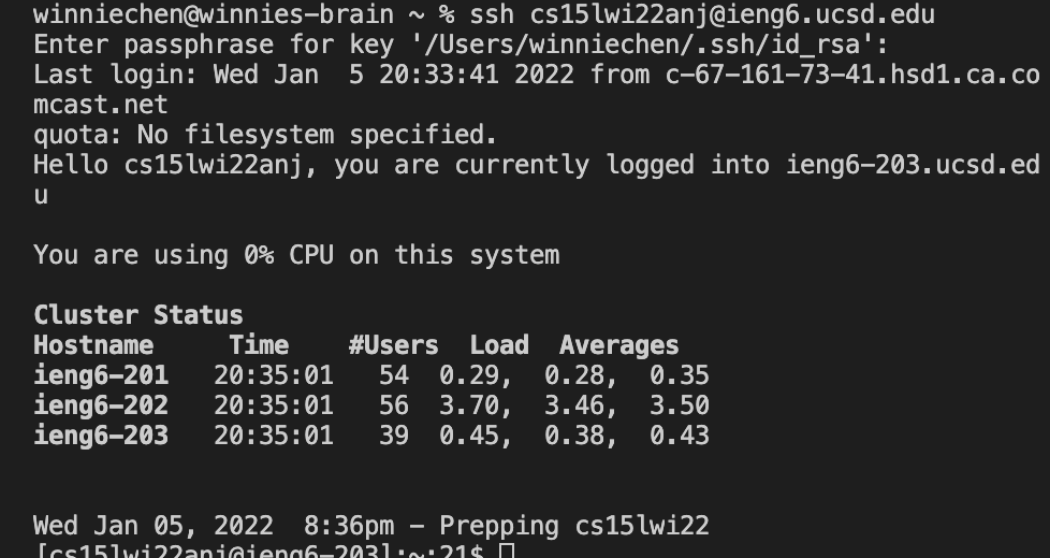 winniechen@winnies-brain ~ % ssh cs15lwi22anj@ieng6.ucsd.edu
Enter passphrase for key '/Users/winniechen/.ssh/id_rsa':
Last login: Wed Jan  5 20:33:41 2022 from c-67-161-73-41.hsd1.ca.co
mcast.net
quota: No filesystem specified.
Hello cs15lwi22anj, you are currently logged into ieng6-203.ucsd.ed
u
You are using 0% CPU on this system
Cluster Status
Hostname     Time    #Users  Load  Averages
ieng6-201   20:35:01   54  0.29,  0.28,  0.35
ieng6-202   20:35:01   56  3.70,  3.46,  3.50
ieng6-203   20:35:01   39  0.45,  0.38,  0.43
Wed Jan 05, 2022  8:36pm - Prepping cs15lwi22
[cs15lwi22anj@ieng6-203]:~:21$